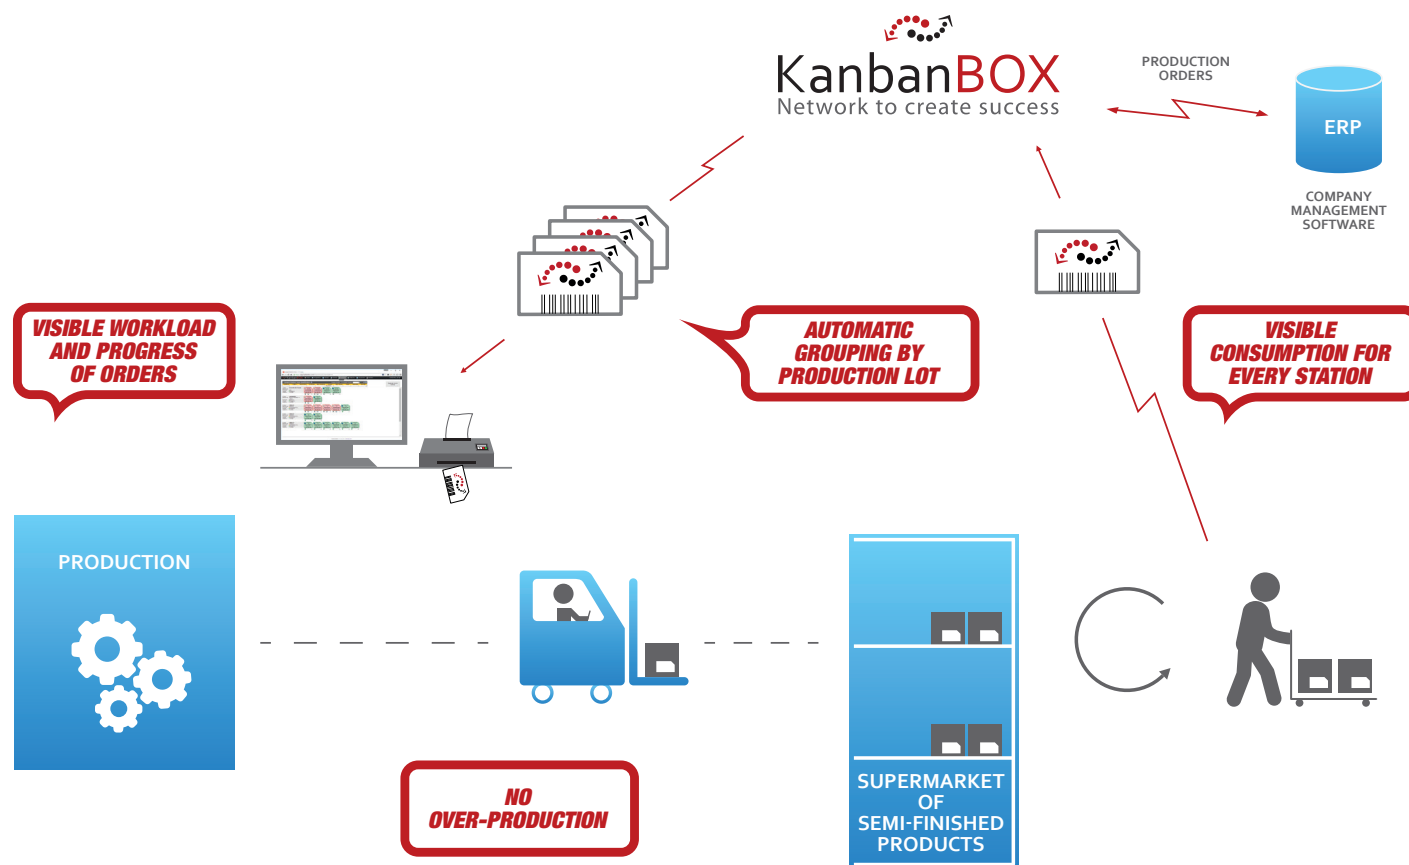 KanbanBOX
Network to create success
PRODUCTION
ORDERS
ERP
COMPANY
MANAGEMENT
SOFTWARE
VISIBLE WORKLOAD
AND PROGRESS
OF ORDERS
AUTOMATIC
GROUPING BY
PRODUCTION LOT
VISIBLE
CONSUMPTION FOR
EVERY STATION
PRODUCTION
NO
OVER-PRODUCTION
SUPERMARKET
OF
SEMI-FINISHED
PRODUCTS